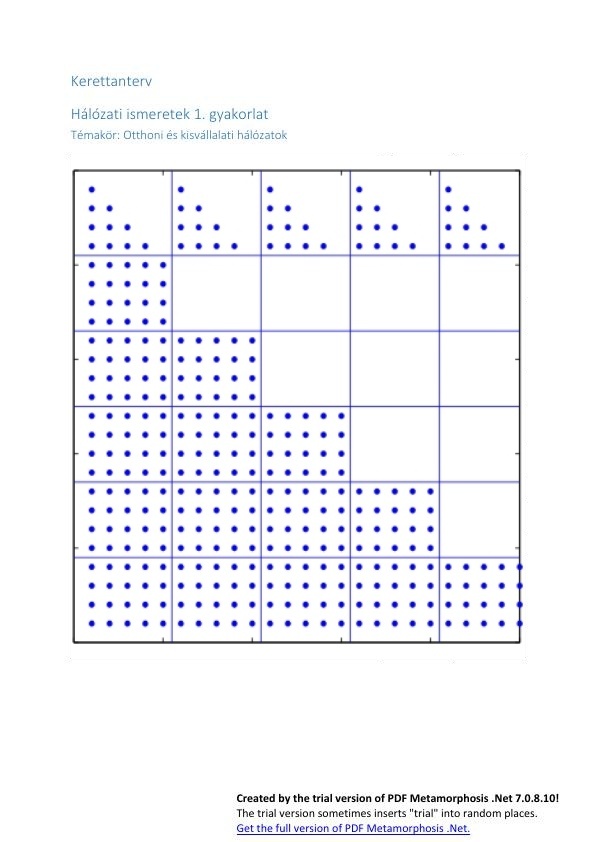 Kerettanterv
Hálózati ismeretek 1. gyakorlat
Témakör: Otthoni és kisvállalati hálózatok
Created by the trial version of PDF Metamorphosis .Net 7.0.8.10!
The trial version sometimes inserts "trial" into random places.
Get the full version of PDF Metamorphosis .Net.